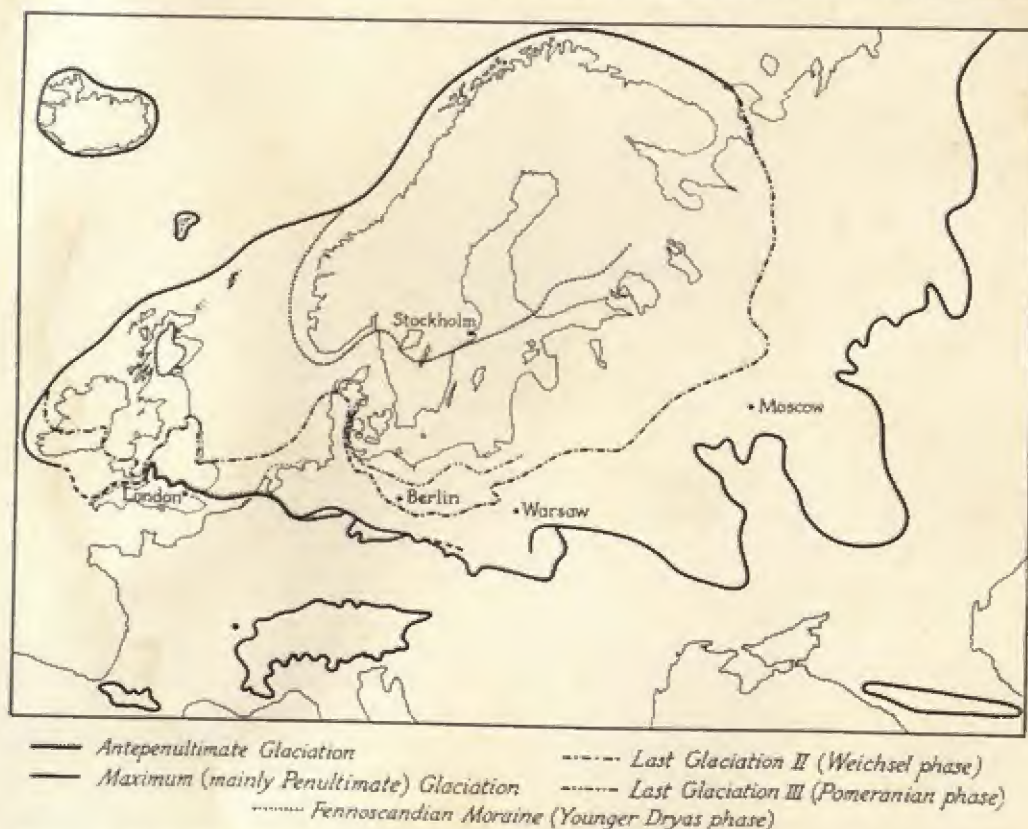 Stockholm
Moscow
London
Berlin
Warsaw
Antepenultimate Glaciation
Maximum (mainly Penultimate) Glaciation
Last Glaciation II (Weichsel phase)
Last Glaciation III (Pomeranian phase)
Fennoscandian Moraine (Younger Dryas phase)